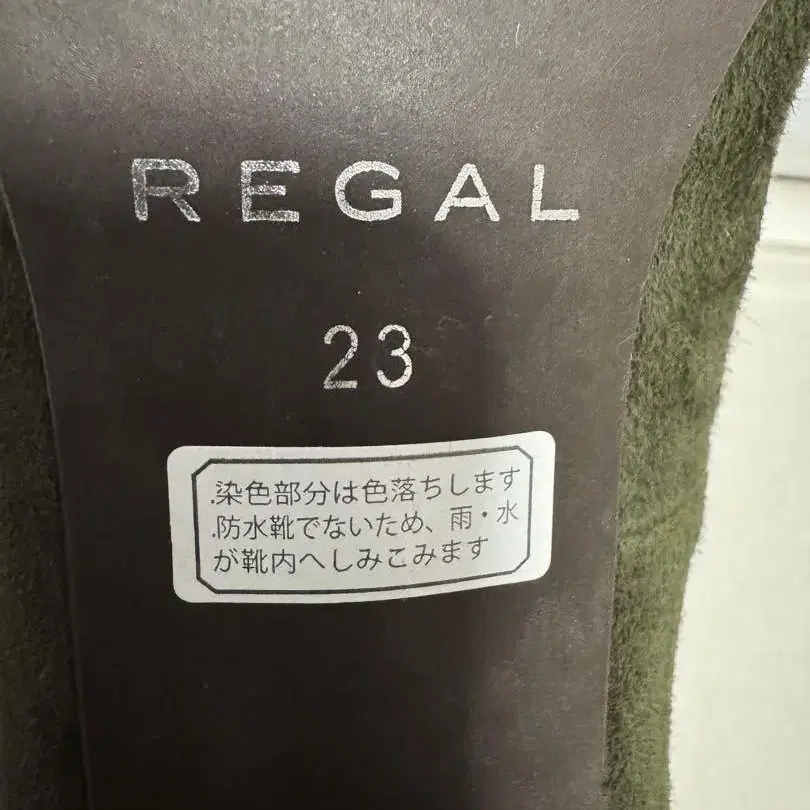 REGAL
23
.染色部分は色落ちします
.防水靴でないため、雨・水
が靴内へしみこみます